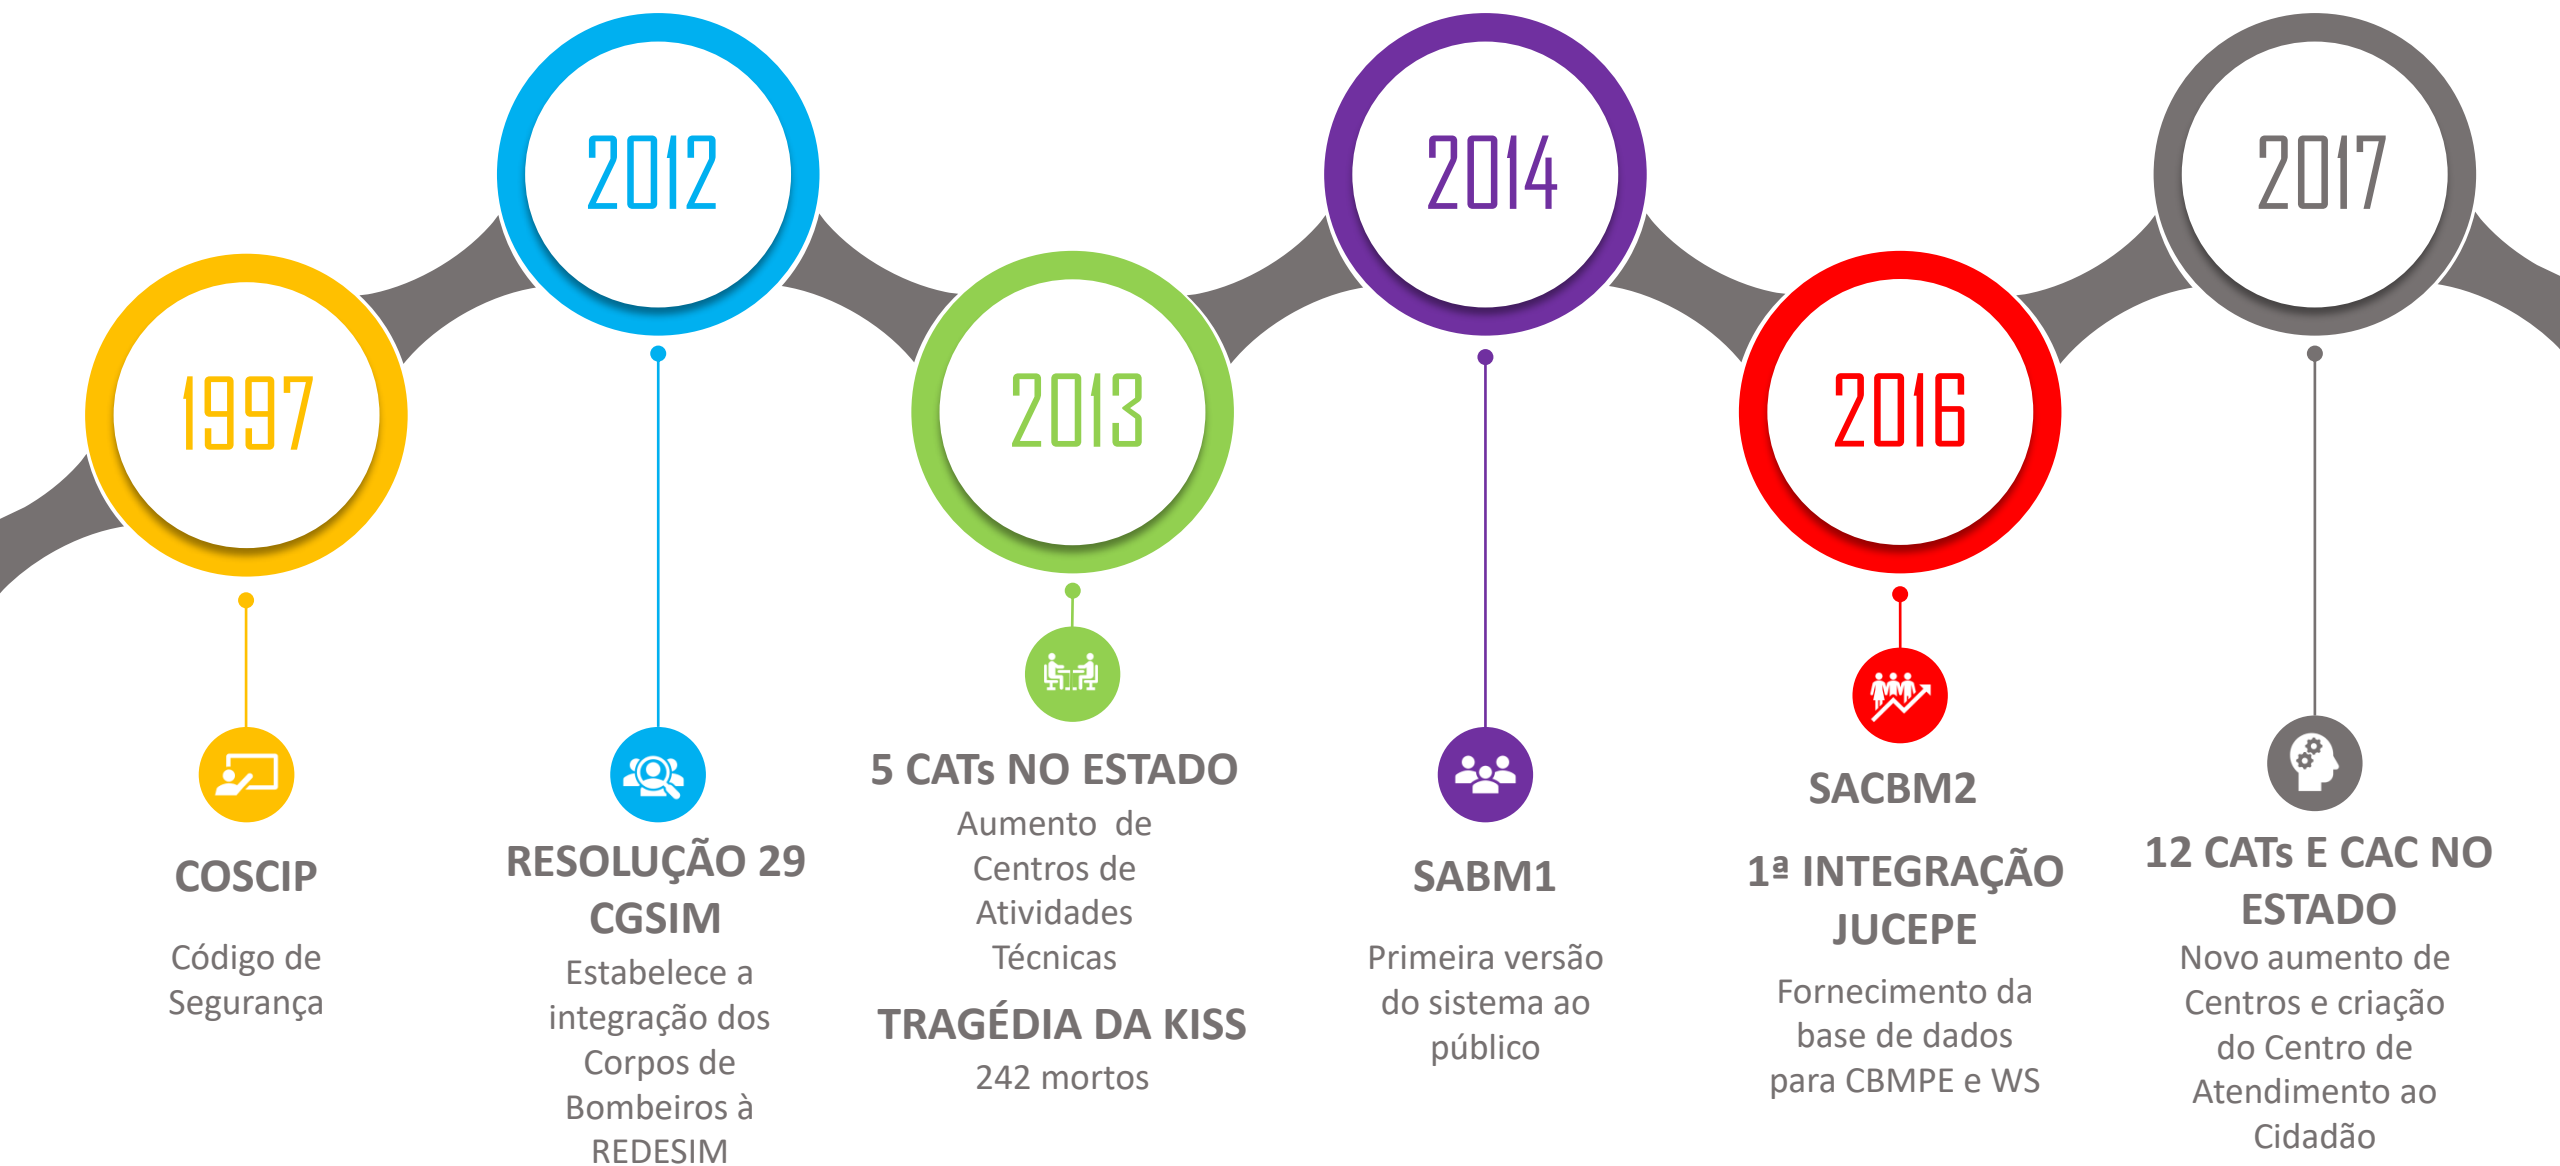 1997
COSCIP
Código de
Segurança
2012
RESOLUÇÃO 29
CGSIM
Estabelece a
integração dos
Corpos de
Bombeiros à
REDESIM
2013
5 CATs NO ESTADO
Aumento de
Centros de
Atividades
Técnicas
TRAGÉDIA DA KISS
242 mortos
2014
SABM1
Primeira versão
do sistema ao
público
2016
SACBM2
1ª INTEGRAÇÃO
JUCEPE
Fornecimento da
base de dados
para CBMPE e WS
2017
12 CATs E CAC NO
ESTADO
Novo aumento de
Centros e criação
do Centro de
Atendimento ao
Cidadão